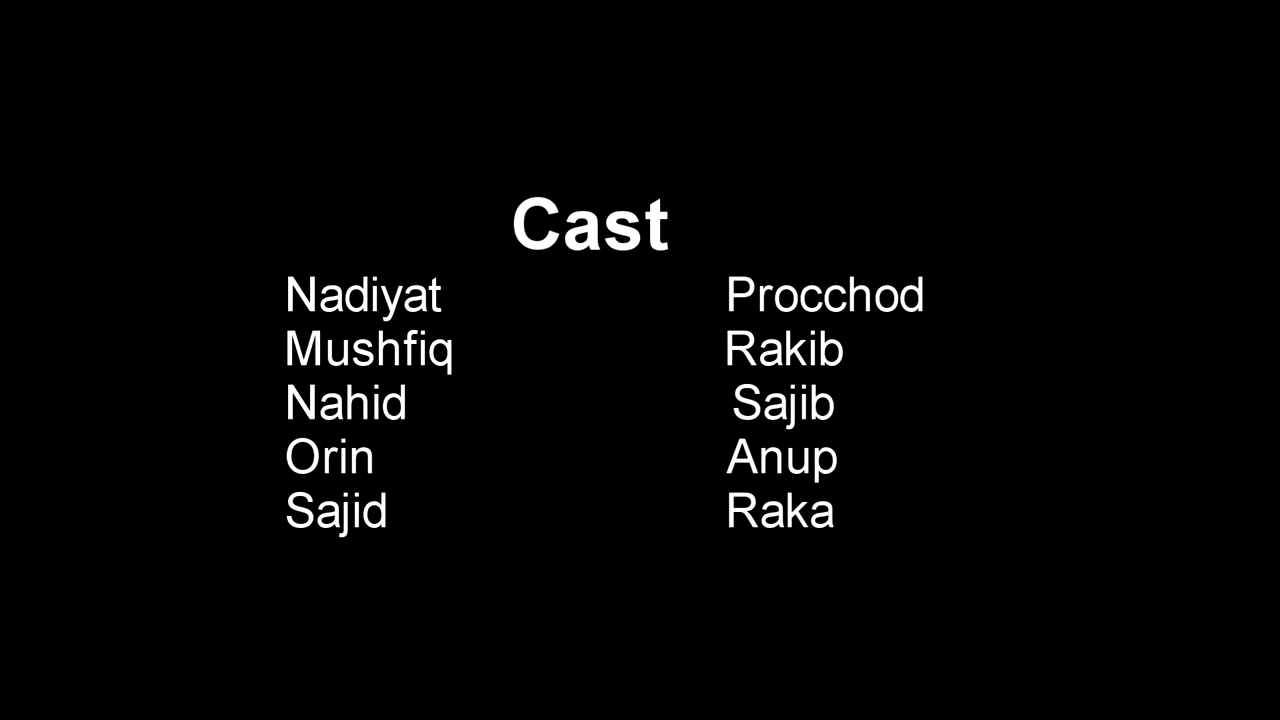 Cast
Nadiyat Procchod
Mushfiq Rakib
Nahid Sajib
Orin Anup
Sajid Raka